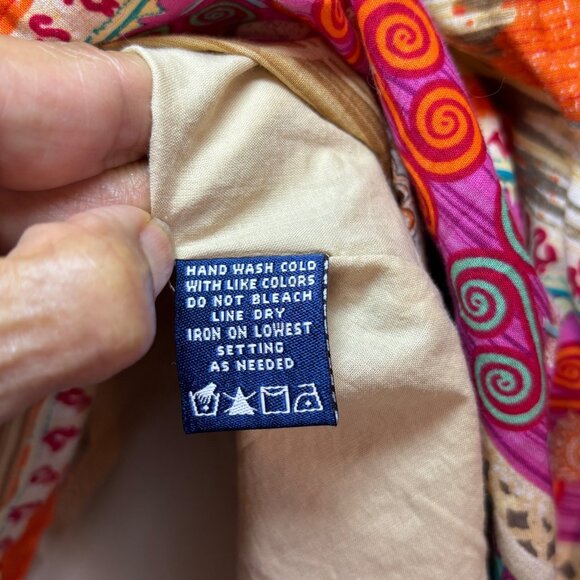 HAND WASH COLD
WITH LIKE COLORS
DO NOT BLEACH
LINE DRY
IRON ON LOWEST
SETTING
AS NEEDED